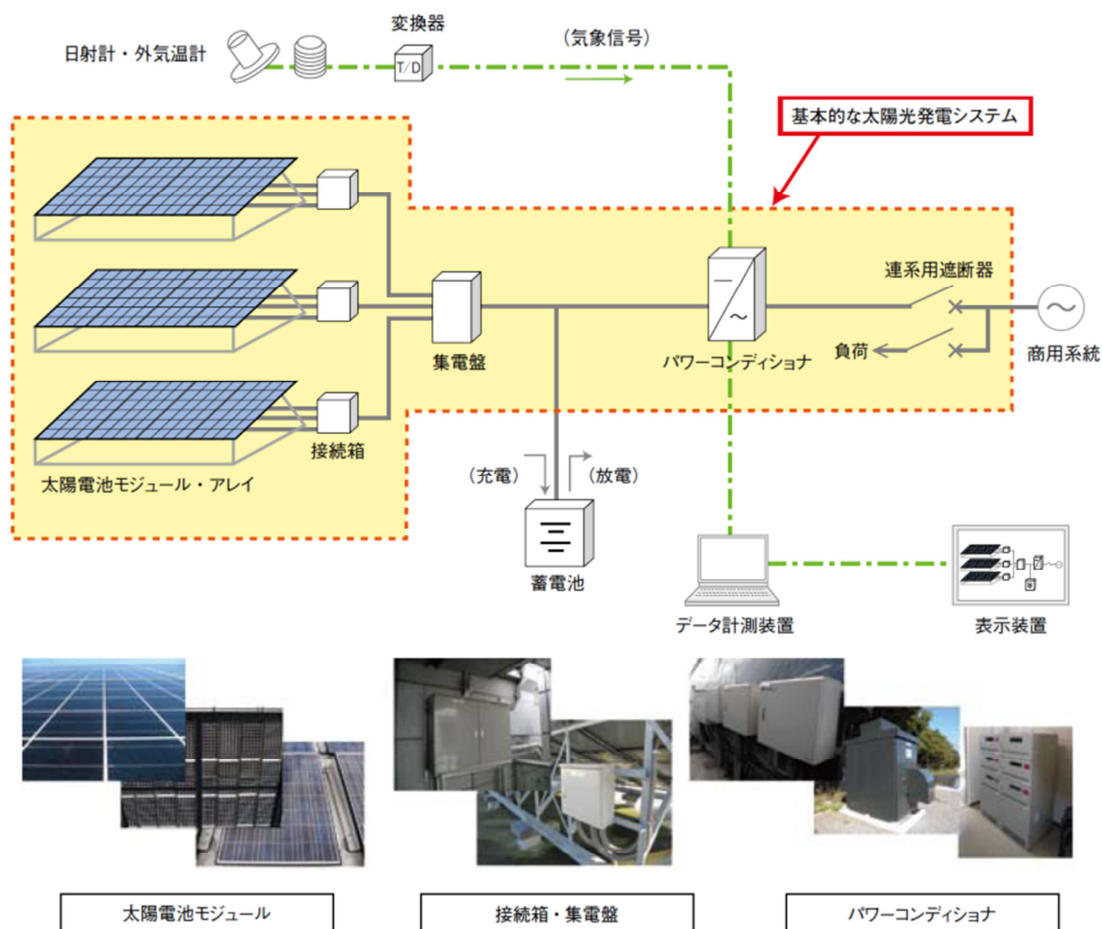 日射計・外気温計
変換器
T/D
（気象信号）
基本的な太陽光発電システム
連系用遮断器
集電盤
パワーコンディショナ
負荷
商用系統
接続箱
太陽電池モジュール・アレイ
（充電）
（放電）
蓄電池
データ計測装置
表示装置
太陽電池モジュール
接続箱・集電盤
パワーコンディショナ